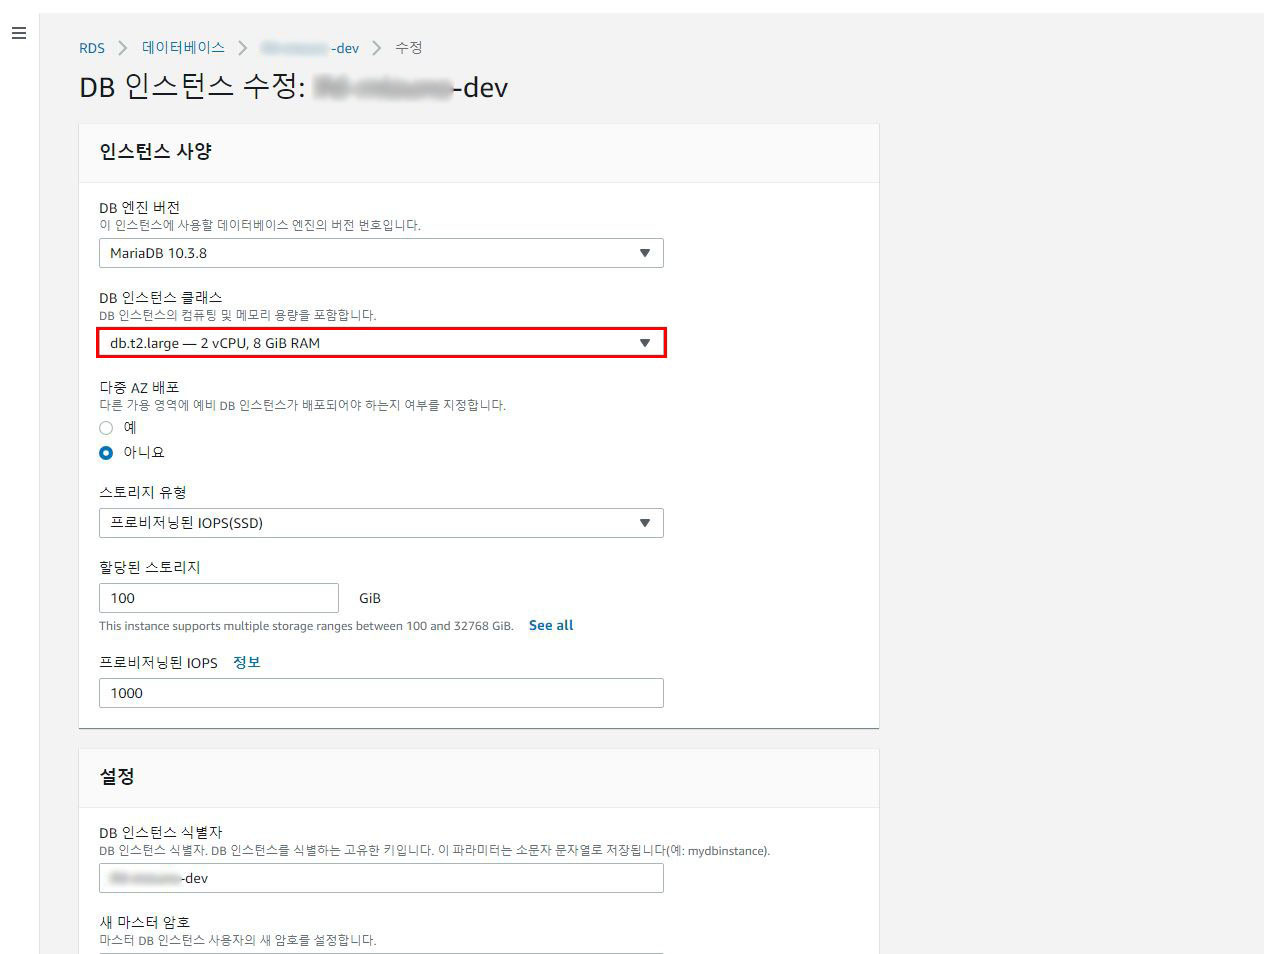 RDS 데이터베이스 -dev 수정
DB 인스턴스 수정: -dev
인스턴스 사양
DB 엔진 버전
이 인스턴스에 사용할 데이터베이스 엔진의 버전 번호입니다.
MariaDB 10.3.8
DB 인스턴스 클래스
DB 인스턴스의 컴퓨팅 및 메모리 용량을 포함합니다.
db.t2.large — 2 vCPU, 8 GiB RAM
다중 AZ 배포
다른 가용 영역에 예비 DB 인스턴스가 배포되어야 하는지 여부를 지정합니다.
예
아니요
스토리지 유형
프로비저닝된 IOPS(SSD)
할당된 스토리지
100 GiB
This instance supports multiple storage ranges between 100 and 32768 GiB. See all
프로비저닝된 IOPS 정보
1000
설정
DB 인스턴스 식별자
DB 인스턴스 식별자. DB 인스턴스를 식별하는 고유한 키입니다. 이 파라미터는 소문자 문자열로 저장됩니다(예: mydbinstance).
-dev
새 마스터 암호
마스터 DB 인스턴스 사용자의 새 암호를 설정합니다.